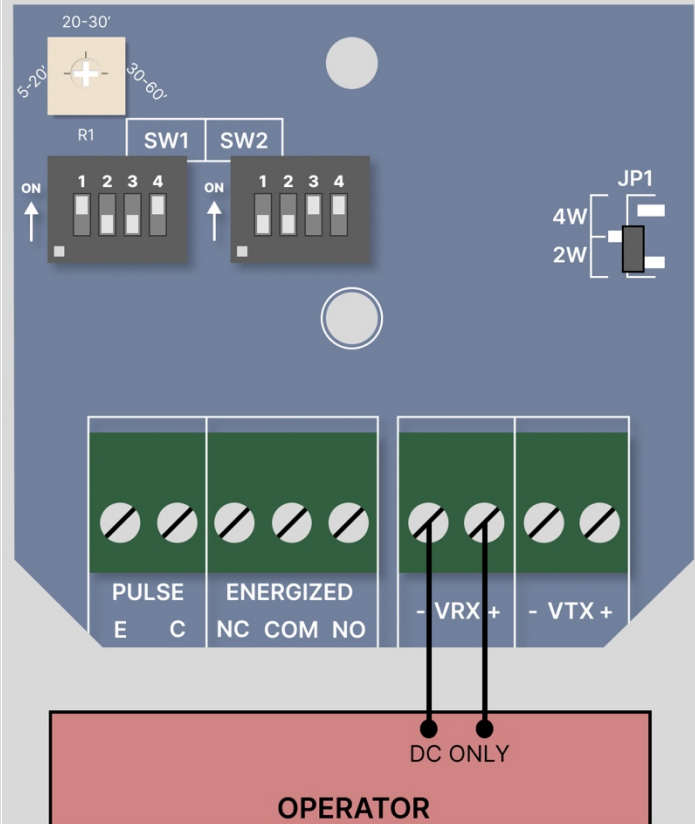 20-30'
5-20'
30-60'
R1
SW1 SW2
ON 1 2 3 4
ON 1 2 3 4
JP1
4W
2W
PULSE ENERGIZED
- VRX + - VTX +
E C NC COM NO
DC ONLY
OPERATOR